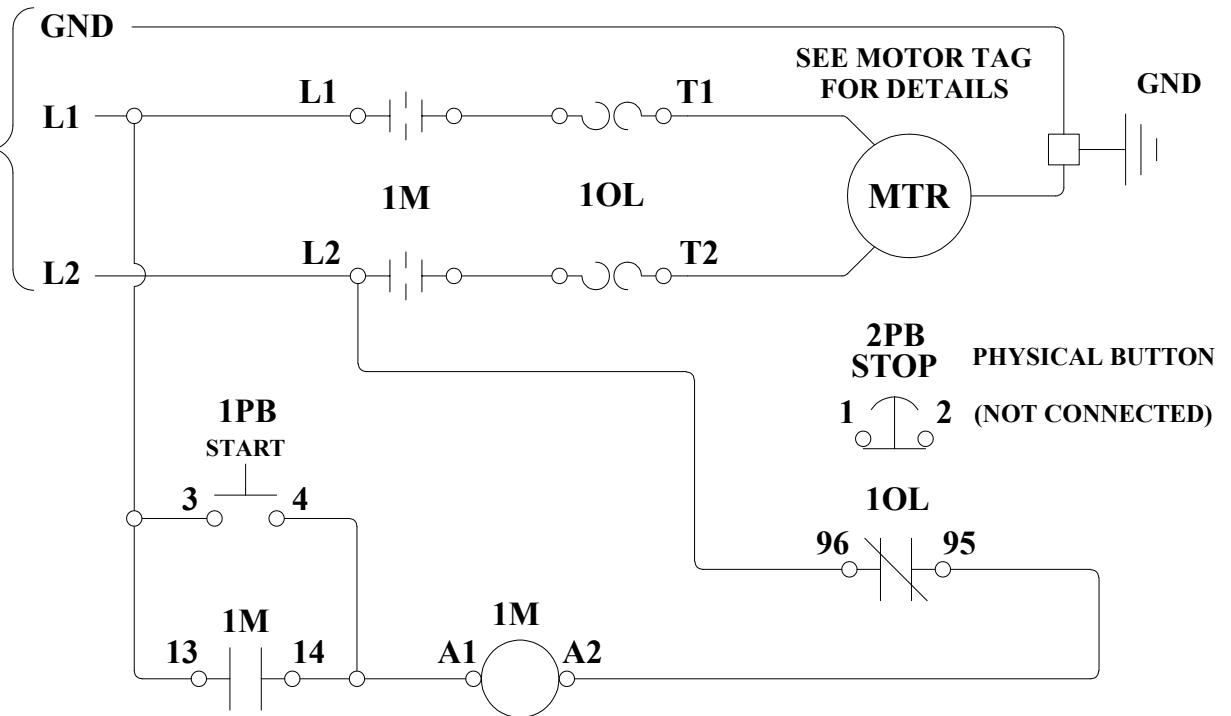 GND
SEE MOTOR TAG
FOR DETAILS
GND
L1
L1
T1
1M
1OL
MTR
L2
L2
T2
2PB
STOP
PHYSICAL BUTTON
1
2
(NOT CONNECTED)
1PB
START
3
4
1OL
96
95
1M
1M
13
14
A1
A2